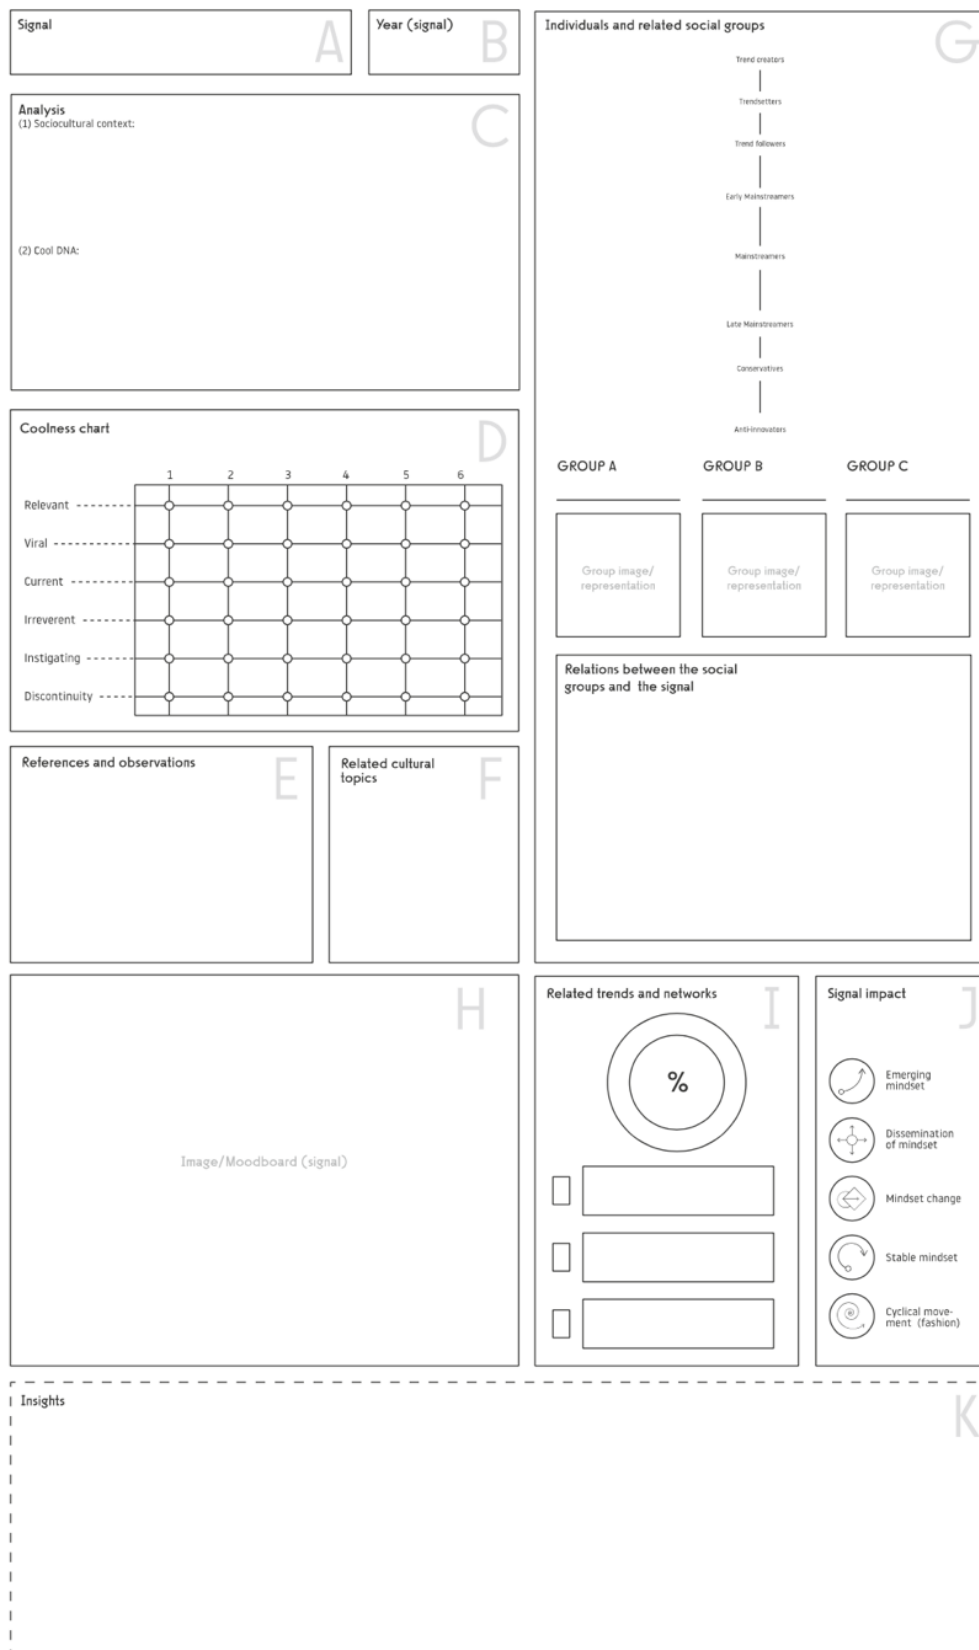 Signal
A
Year (signal)
B
Analysis
C
(1) Sociocultural context:
(2) Cool DNA:
Coolness chart
D
1 2 3 4 5 6
Relevant
Viral
Current
Irreverent
Instigating
Discontinuity
References and observations
E
Related cultural
topics
F
Individuals and related social groups
G
Trend creators
Trendsetters
Trend followers
Early Mainstreamers
Mainstreamers
Late Mainstreamers
Conservatives
Anti-innovators
GROUP A
GROUP B
GROUP C
Group image/
representation
Group image/
representation
Group image/
representation
Relations between the social
groups and the signal
H
Image/Moodboard (signal)
Related trends and networks
I
%
Signal impact
J
Emerging
mindset
Dissemination
of mindset
Mindset change
Stable mindset
Cyclical move-
ment (fashion)
Insights
K